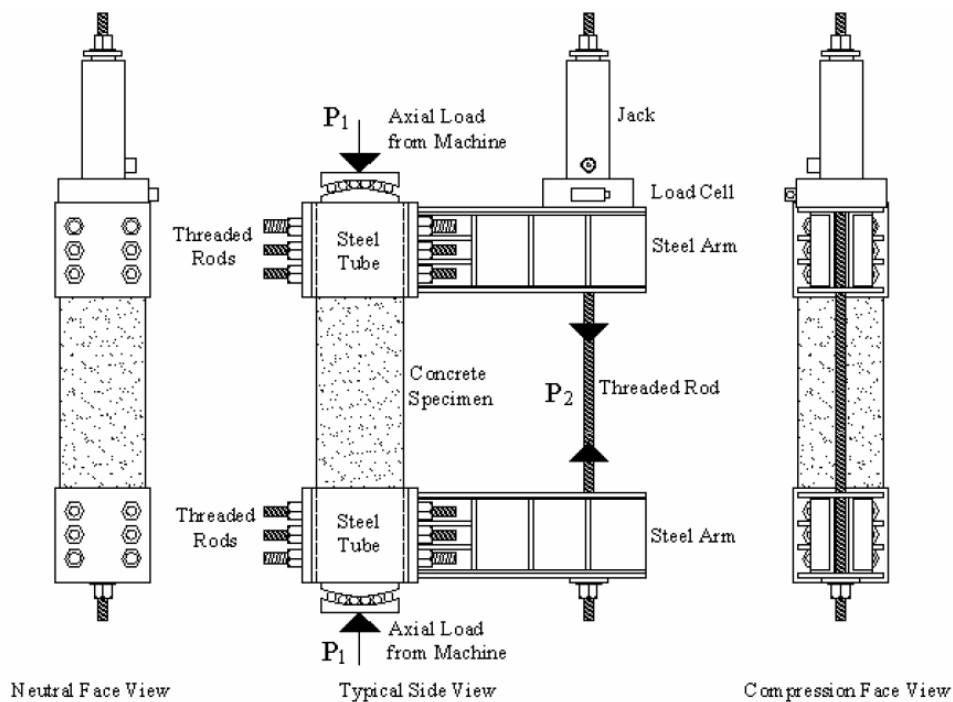 P1
Axial Load
from Machine
Jack
Load Cell
Threaded
Rods
Steel
Tube
Steel Arm
Concrete
Specimen
P2
Threaded Rod
Threaded
Rods
Steel
Tube
Steel Arm
P1
Axial Load
from Machine
Neutral Face View
Typical Side View
Compression Face View